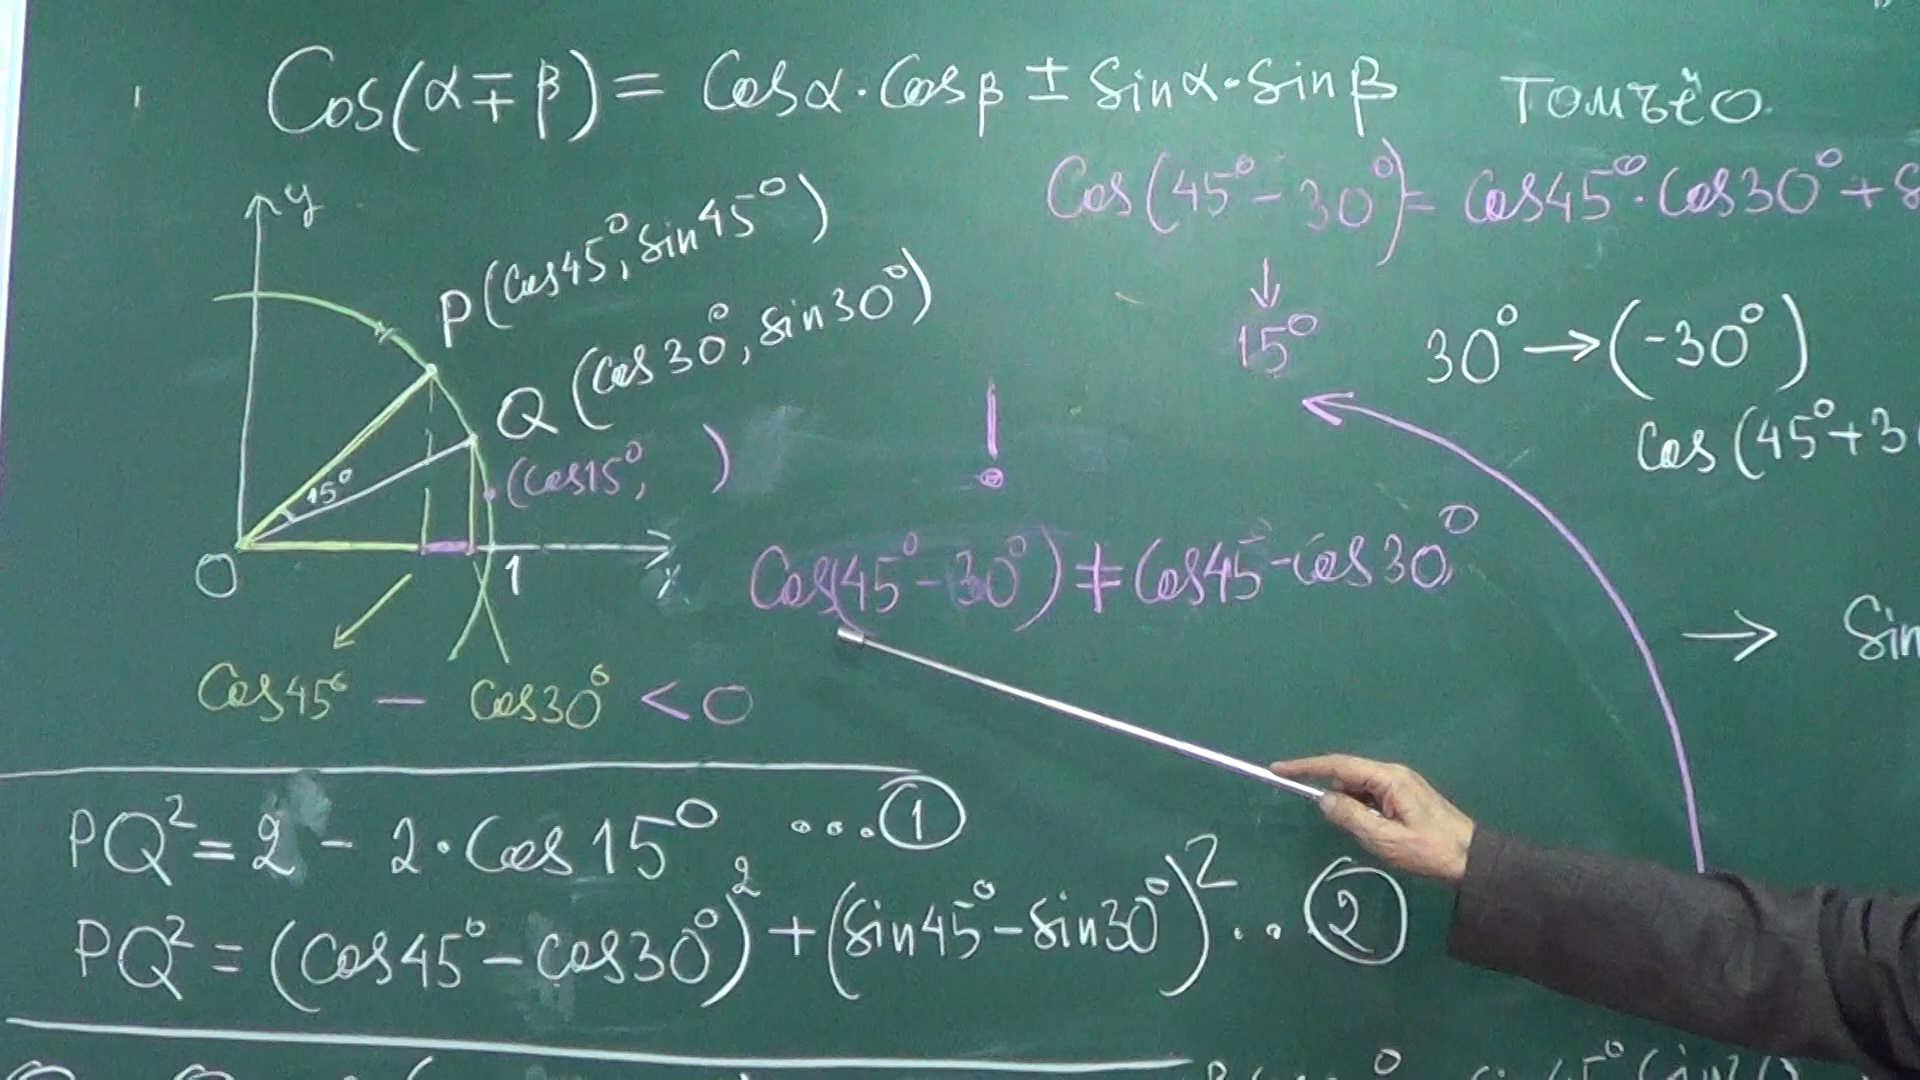 Cos(α∓β) = Cosα·Cosβ ± Sinα·Sinβ
Томъёо
Cos(45°-30°) = Cos45°·Cos30° +
y
P(Cos45°, Sin45°)
Q(Cos30°, Sin30°)
(Cos15°, )
15°
O
1
x
↓
15°
30° → (-30°)
Cos(45°+3
!
Cos(45°-30°) ≠ Cos45°-Cos30°
→ Sin
Cos45° - Cos30° < 0
PQ² = 2 - 2·Cos15° ...①
PQ² = (Cos45°-Cos30°)² + (Sin45°-Sin30°)² ...②